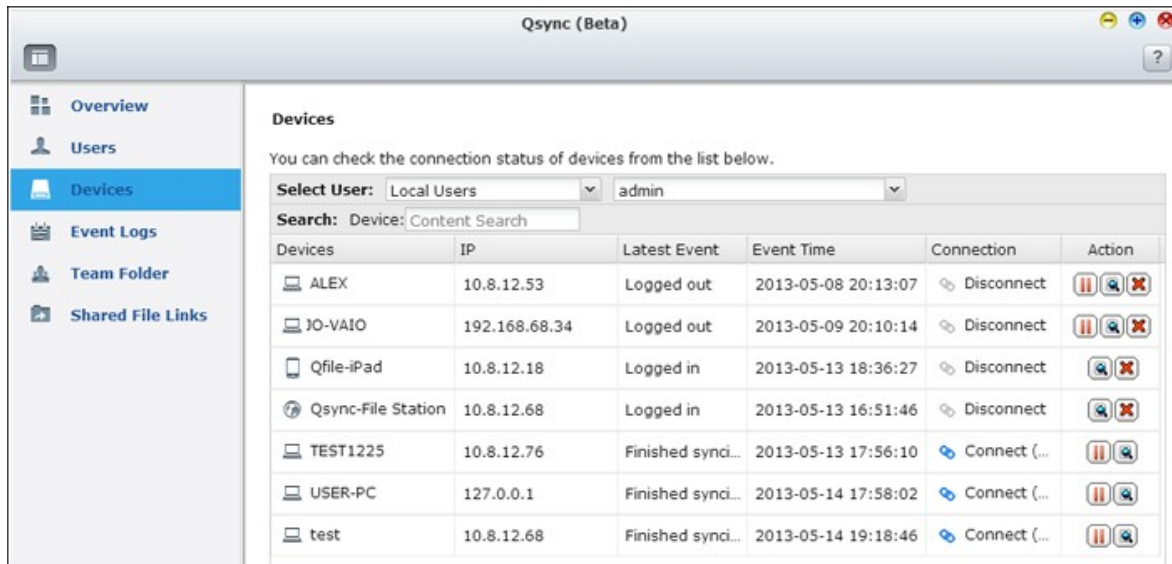 Qsync (Beta)
?
Overview
Users
Devices
Event Logs
Team Folder
Shared File Links
Devices
You can check the connection status of devices from the list below.
Select User: Local Users admin
Search: Device: Content Search
Devices IP Latest Event Event Time Connection Action
ALEX 10.8.12.53 Logged out 2013-05-08 20:13:07 Disconnect
JO-VAIO 192.168.68.34 Logged out 2013-05-09 20:10:14 Disconnect
Qfile-iPad 10.8.12.18 Logged in 2013-05-13 18:36:27 Disconnect
Qsync-File Station 10.8.12.68 Logged in 2013-05-13 16:51:46 Disconnect
TEST1225 10.8.12.76 Finished synci... 2013-05-13 17:56:10 Connect (...
USER-PC 127.0.0.1 Finished synci... 2013-05-14 17:58:02 Connect (...
test 10.8.12.68 Finished synci... 2013-05-14 19:18:46 Connect (...